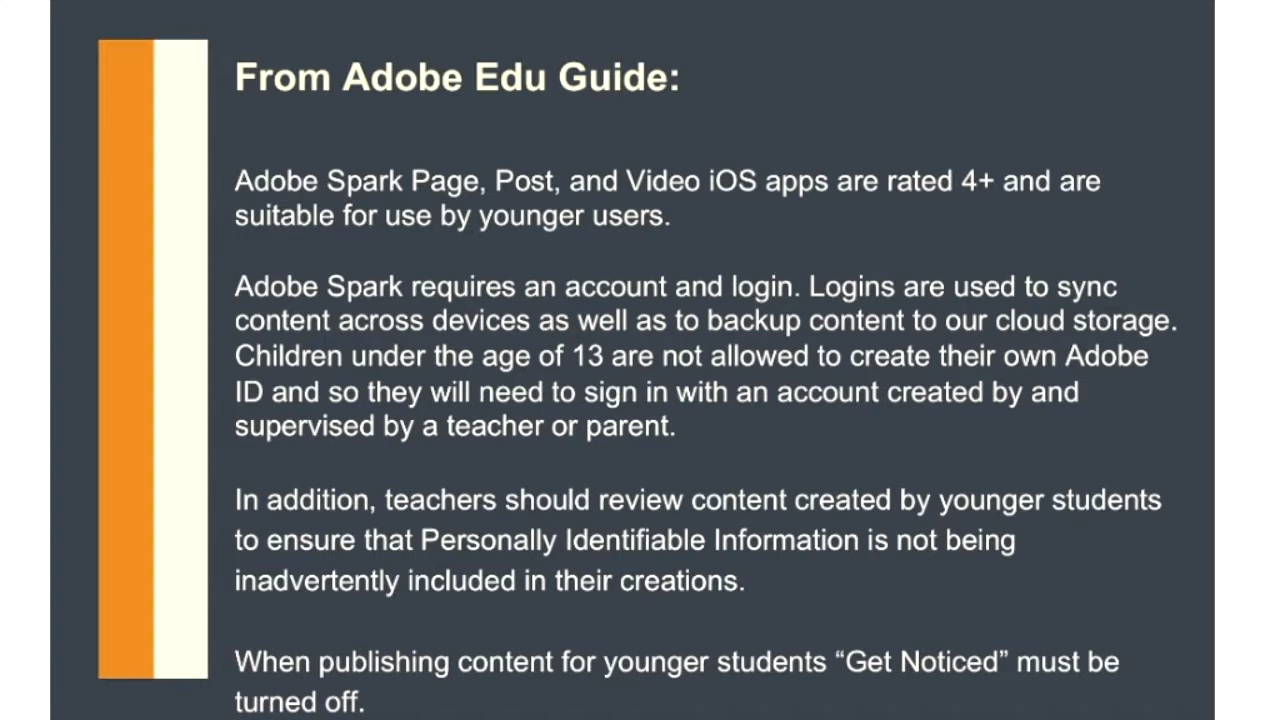 From Adobe Edu Guide:
Adobe Spark Page, Post, and Video iOS apps are rated 4+ and are
suitable for use by younger users.
Adobe Spark requires an account and login. Logins are used to sync
content across devices as well as to backup content to our cloud storage.
Children under the age of 13 are not allowed to create their own Adobe
ID and so they will need to sign in with an account created by and
supervised by a teacher or parent.
In addition, teachers should review content created by younger students
to ensure that Personally Identifiable Information is not being
inadvertently included in their creations.
When publishing content for younger students “Get Noticed” must be
turned off.